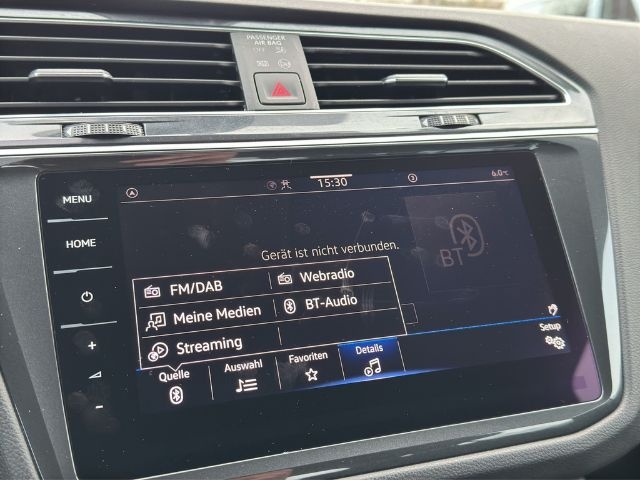 PASSENGER
AIR BAG
OFF
MENU
HOME
15:30
6.0°C
Gerät ist nicht verbunden.
BT
FM/DAB
Webradio
Meine Medien
BT-Audio
Streaming
Quelle
Auswahl
Favoriten
Details
Setup
+
-